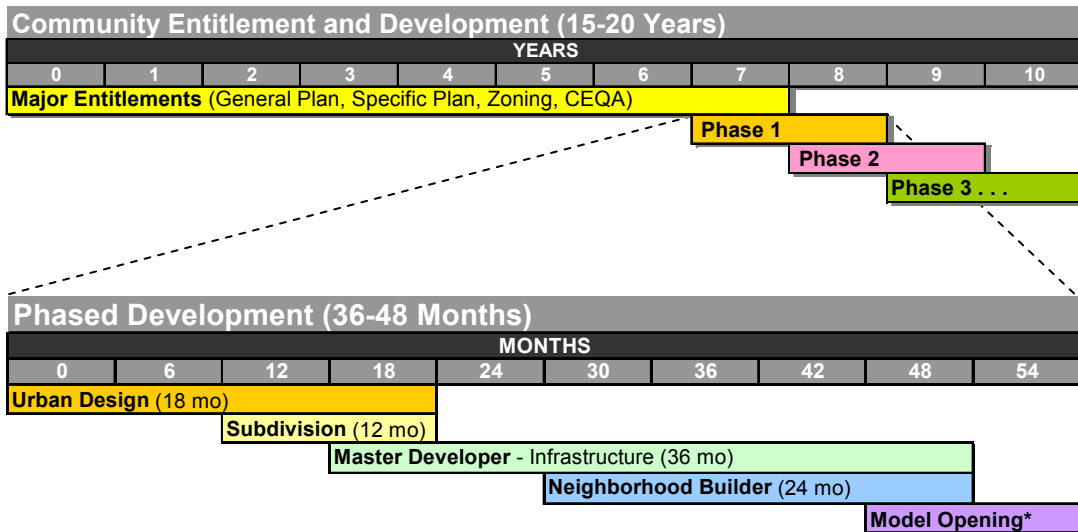 Community Entitlement and Development (15-20 Years)
YEARS
0 1 2 3 4 5 6 7 8 9 10
Major Entitlements (General Plan, Specific Plan, Zoning, CEQA)
Phase 1
Phase 2
Phase 3 . . .
Phased Development (36-48 Months)
MONTHS
0 6 12 18 24 30 36 42 48 54
Urban Design (18 mo)
Subdivision (12 mo)
Master Developer - Infrastructure (36 mo)
Neighborhood Builder (24 mo)
Model Opening*